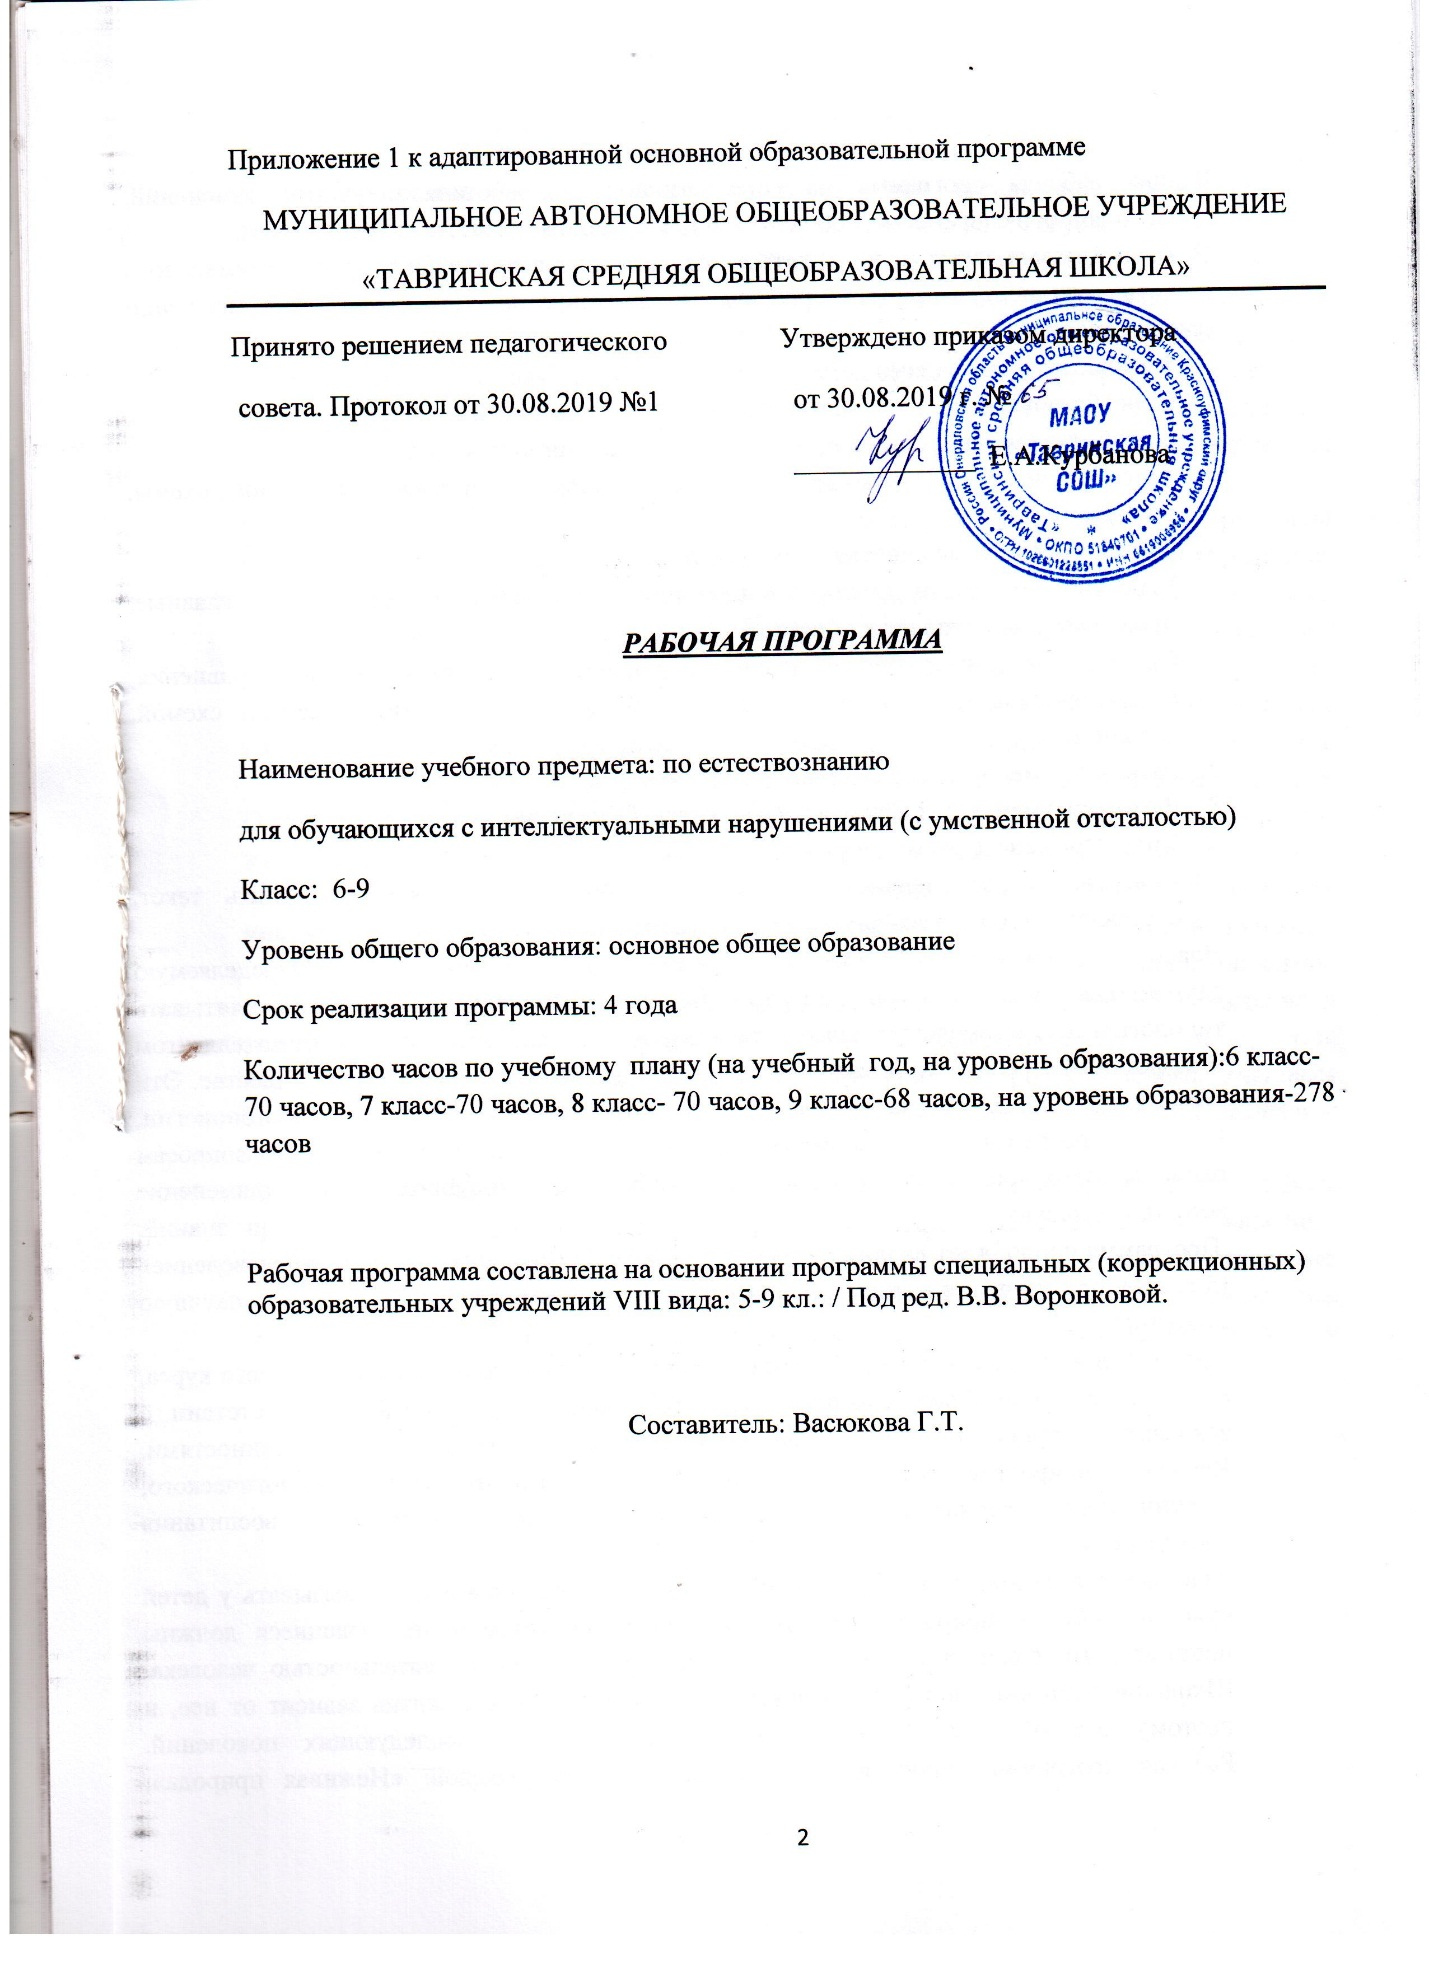 Приложение 1 к адаптированной основной образовательной программе
МУНИЦИПАЛЬНОЕ АВТОНОМНОЕ ОБЩЕОБРАЗОВАТЕЛЬНОЕ УЧРЕЖДЕНИЕ
«ТАВРИНСКАЯ СРЕДНЯЯ ОБЩЕОБРАЗОВАТЕЛЬНАЯ ШКОЛА»
Принято решением педагогического
совета. Протокол от 30.08.2019 №1
Утверждено приказом директора
от 30.08.2019 г. № 65
Е.А.Курбанова
МАОУ
«Тавринская
СОШ»
РАБОЧАЯ ПРОГРАММА
Наименование учебного предмета: по естествознанию
для обучающихся с интеллектуальными нарушениями (с умственной отсталостью)
Класс: 6-9
Уровень общего образования: основное общее образование
Срок реализации программы: 4 года
Количество часов по учебному плану (на учебный год, на уровень образования):6 класс-
70 часов, 7 класс-70 часов, 8 класс- 70 часов, 9 класс-68 часов, на уровень образования-278
часов
Рабочая программа составлена на основании программы специальных (коррекционных)
образовательных учреждений VIII вида: 5-9 кл.: / Под ред. В.В. Воронковой.
Составитель: Васюкова Г.Т.
2